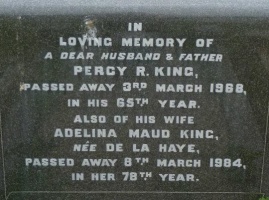 IN
LOVING MEMORY OF
A DEAR HUSBAND & FATHER
PERCY R. KING,
PASSED AWAY 3RD MARCH 1968,
IN HIS 65TH YEAR.
ALSO OF HIS WIFE
ADELINA MAUD KING,
NÉE DE LA HAYE,
PASSED AWAY 8TH MARCH 1984,
IN HER 78TH YEAR.